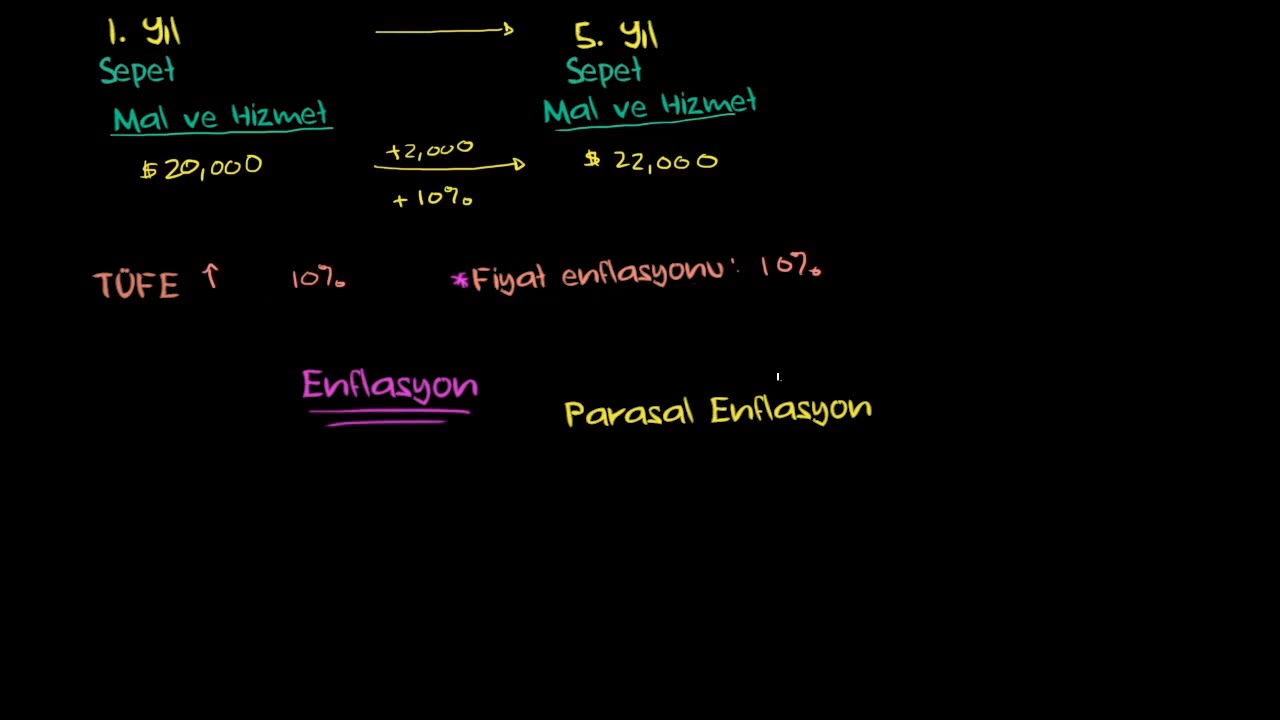 1. Yıl 5. Yıl
Sepet Sepet
Mal ve Hizmet Mal ve Hizmet
$20,000 +2,000 $22,000
+10%
TÜFE ↑ 10% *Fiyat enflasyonu: 10%
Enflasyon
Parasal Enflasyon